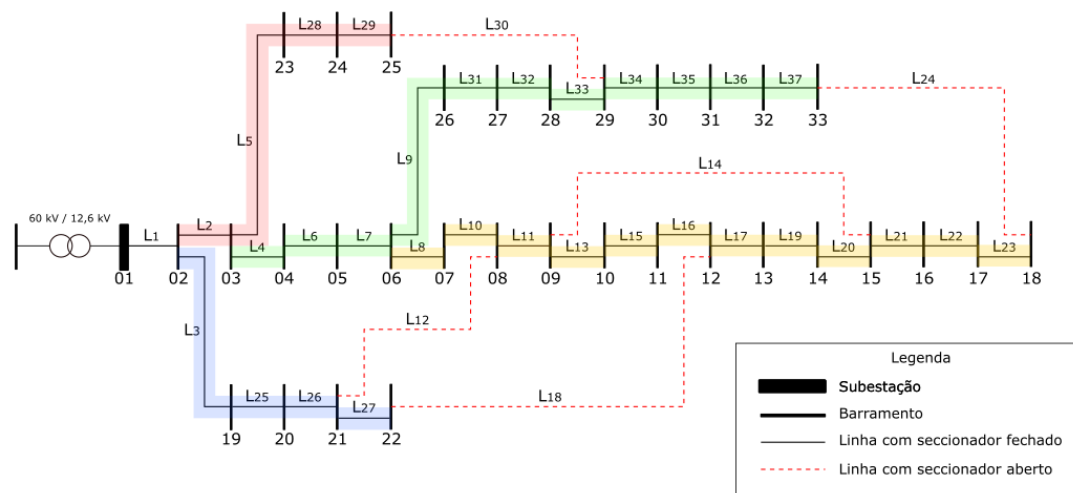 L28 L29 L30
23 24 25
L31 L32 L33 L34 L35 L36 L37 L24
26 27 28 29 30 31 32 33
L5 L9 L14
60 kV / 12,6 kV
L1 L2 L4 L6 L7 L8 L10 L11 L13 L15 L16 L17 L19 L20 L21 L22 L23
01 02 03 04 05 06 07 08 09 10 11 12 13 14 15 16 17 18
L3 L12
L25 L26 L27 L18
19 20 21 22
Legenda
Subestação
Barramento
Linha com seccionador fechado
Linha com seccionador aberto